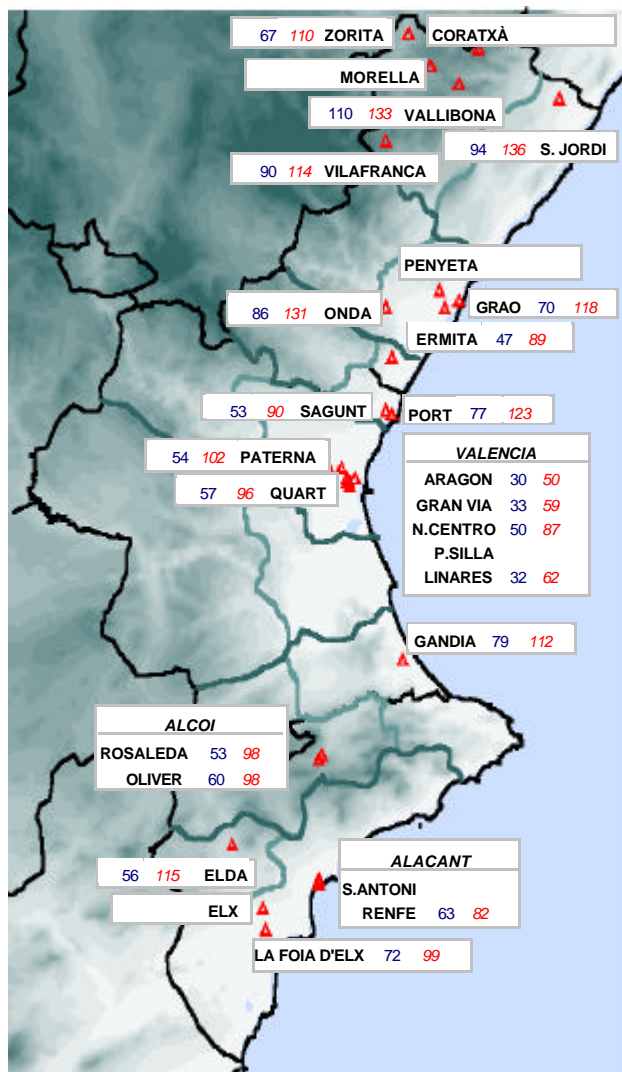 67 110 ZORITA
CORATXÀ
MORELLA
110 133 VALLIBONA
94 136 S. JORDI
90 114 VILAFRANCA
PENYETA
86 131 ONDA
GRAO 70 118
ERMITA 47 89
53 90 SAGUNT
PORT 77 123
54 102 PATERNA
57 96 QUART
VALENCIA
ARAGON 30 50
GRAN VIA 33 59
N.CENTRO 50 87
P.SILLA
LINARES 32 62
GANDIA 79 112
ALCOI
ROSALEDA 53 98
OLIVER 60 98
56 115 ELDA
ELX
ALACANT
S.ANTONI
RENFE 63 82
LA FOIA D'ELX 72 99